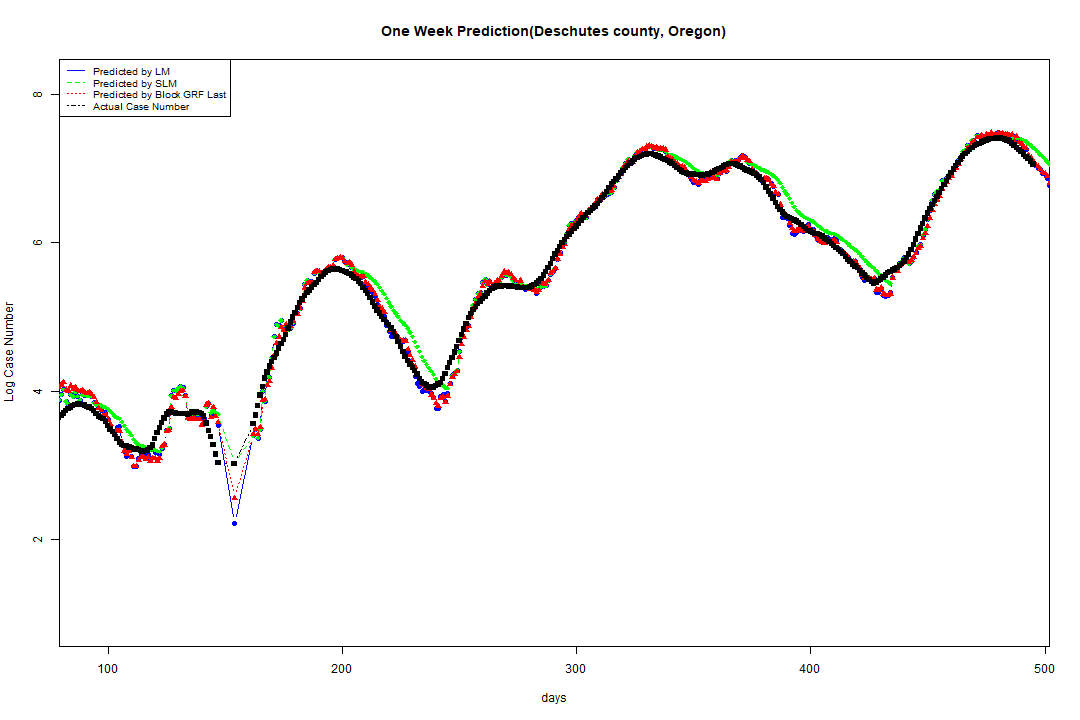 One Week Prediction(Deschutes county, Oregon)
Predicted by LM
Predicted by SLM
Predicted by Block GRF Last
Actual Case Number
8
6
4
2
Log Case Number
100 200 300 400 500
days